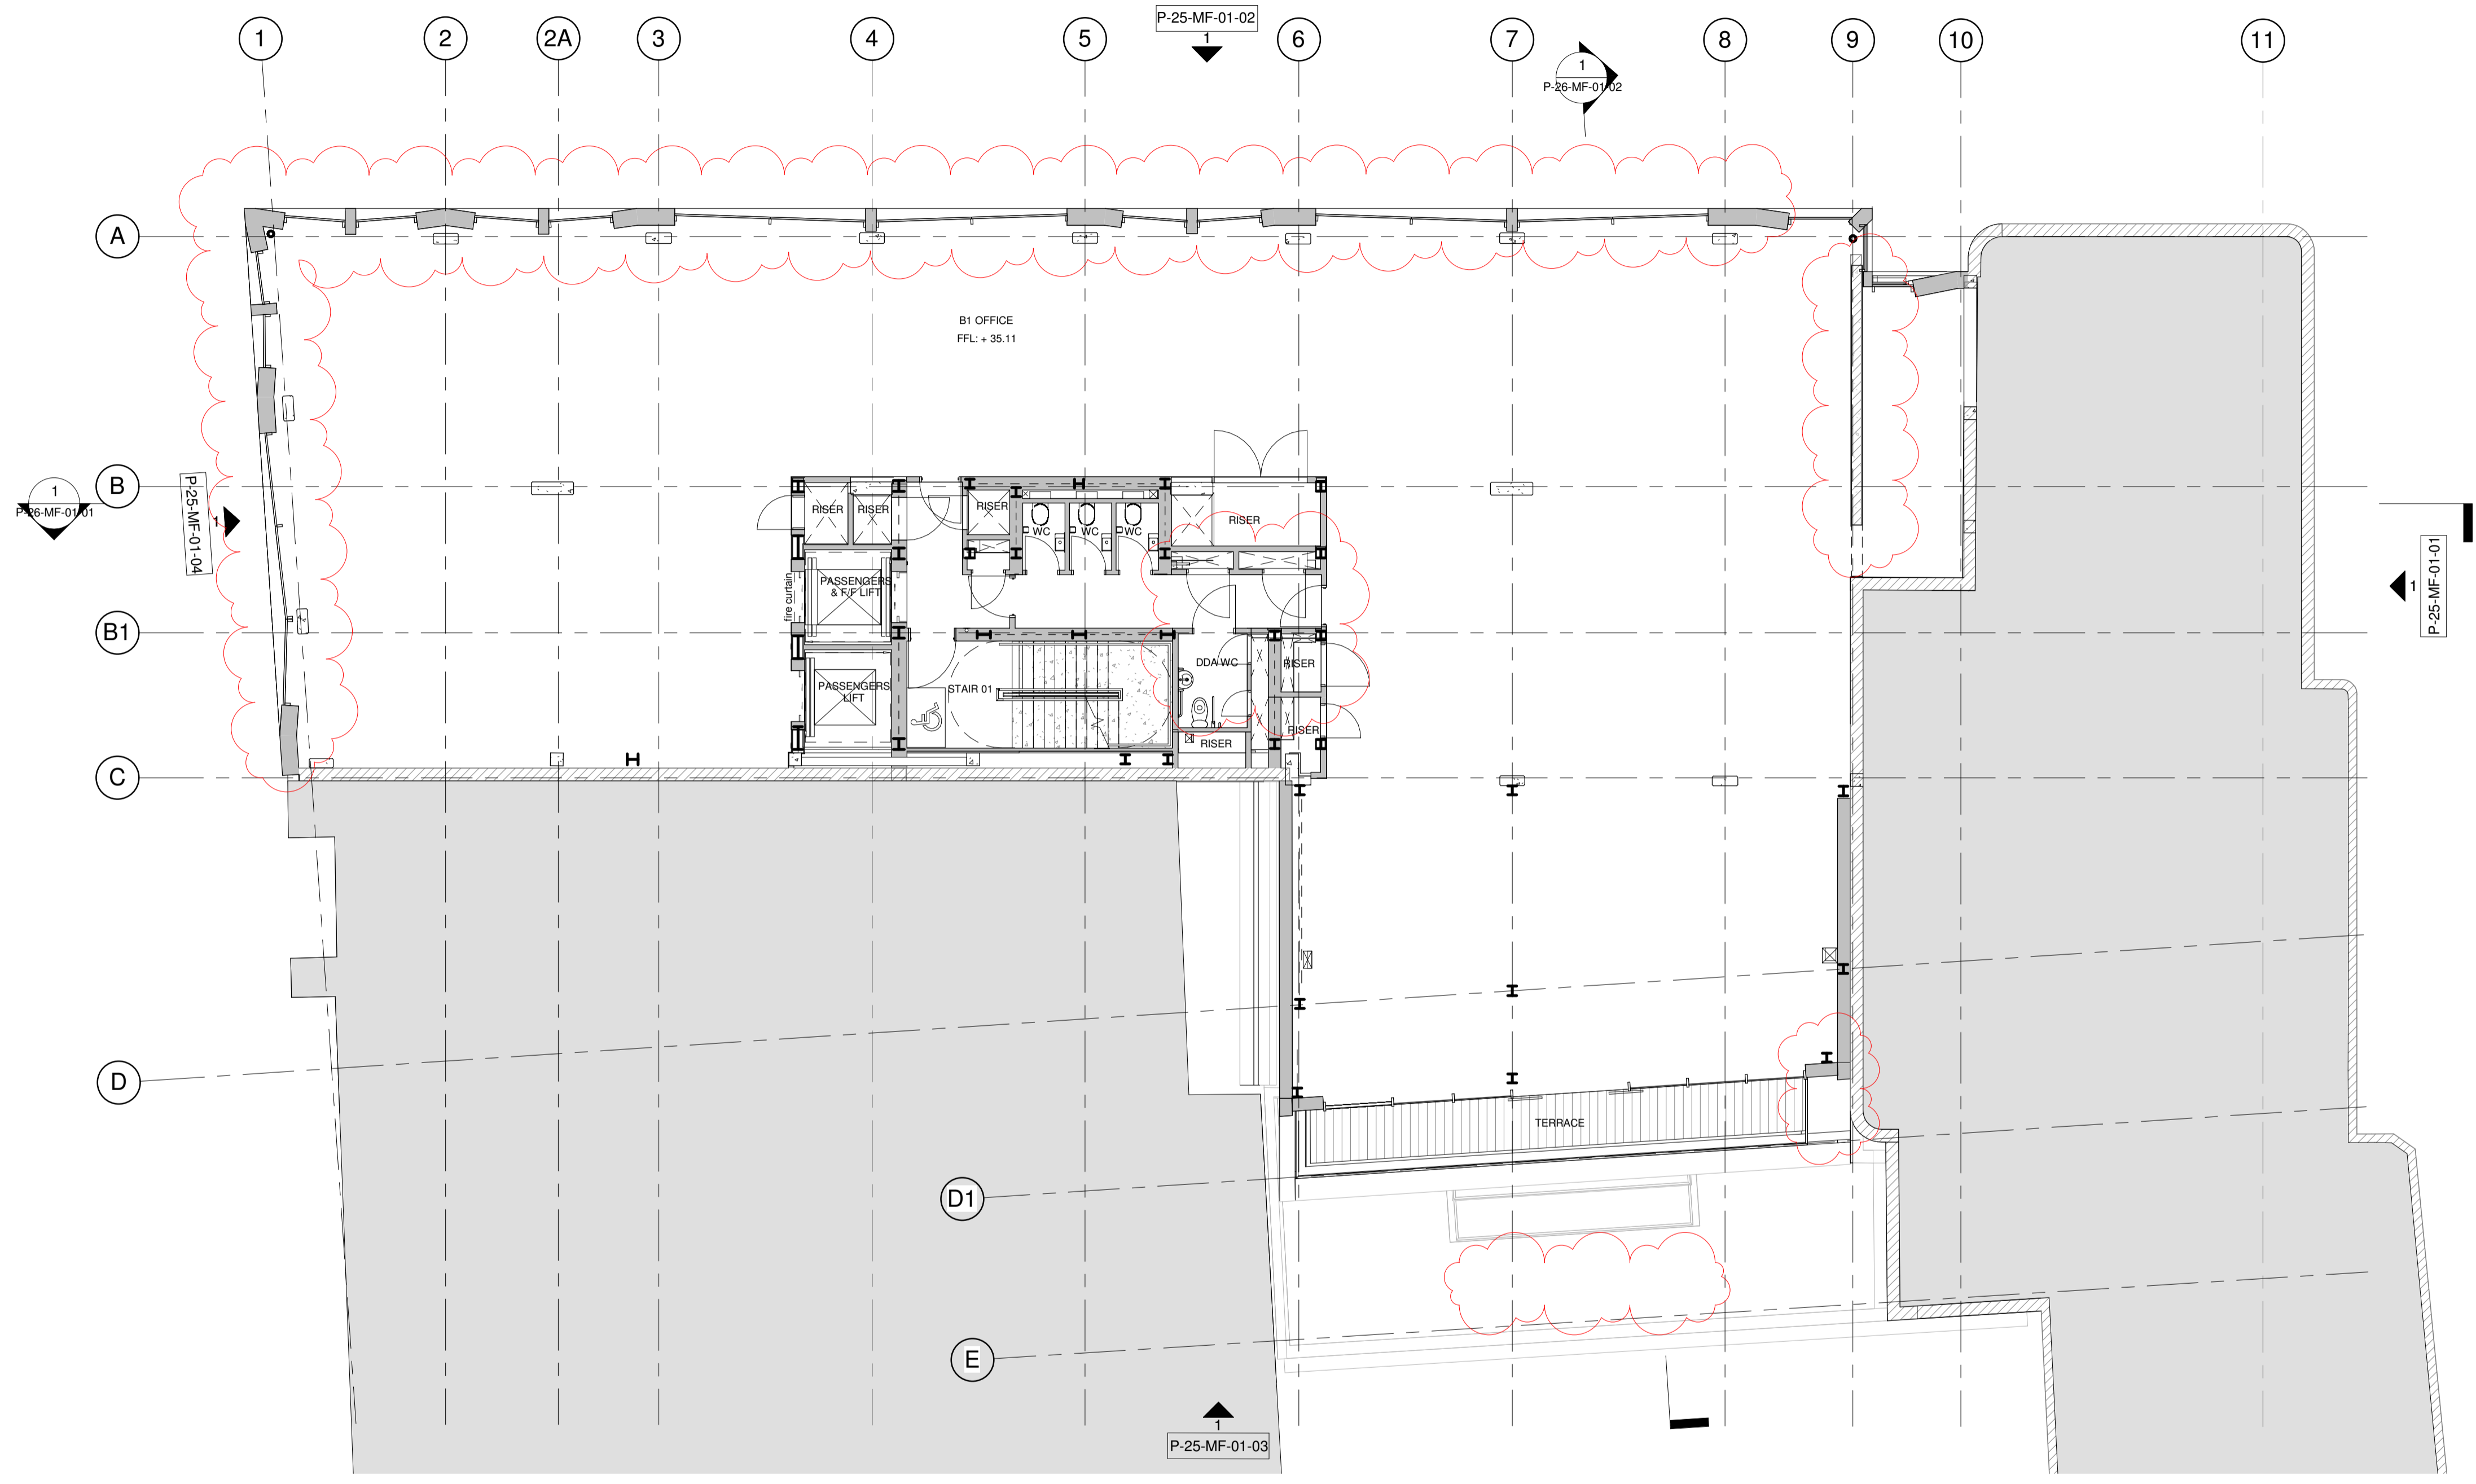 P-25-MF-01-02
1
1
2
2A
3
4
5
6
7
8
9
10
11
1
P-26-MF-01-02
A
B1 OFFICE
FFL: + 35.11
B
1
P-26-MF-01-01
P-25-MF-01-04
1
RISER
RISER
RISER
WC
WC
WC
RISER
fire curtain
PASSENGERS
& F/F LIFT
P-25-MF-01-01
1
B1
DDA WC
RISER
PASSENGERS
LIFT
STAIR 01
RISER
RISER
C
D
TERRACE
D1
E
1
P-25-MF-01-03